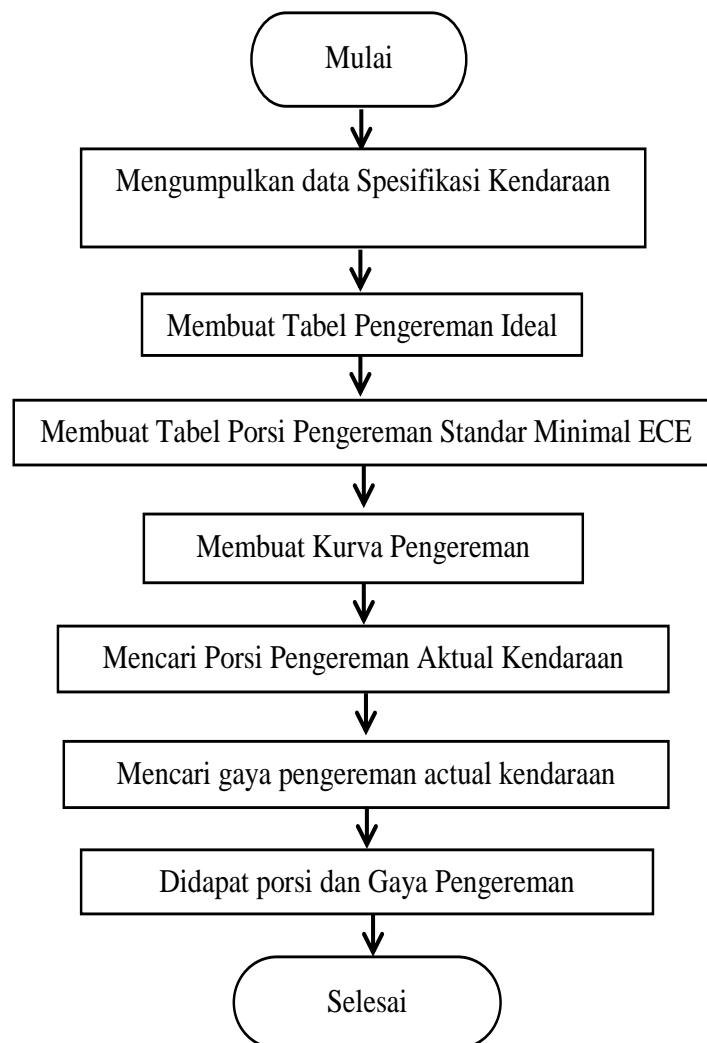 Mulai
Mengumpulkan data Spesifikasi Kendaraan
Membuat Tabel Pengereman Ideal
Membuat Tabel Porsi Pengereman Standar Minimal ECE
Membuat Kurva Pengereman
Mencari Porsi Pengereman Aktual Kendaraan
Mencari gaya pengereman actual kendaraan
Didapat porsi dan Gaya Pengereman
Selesai